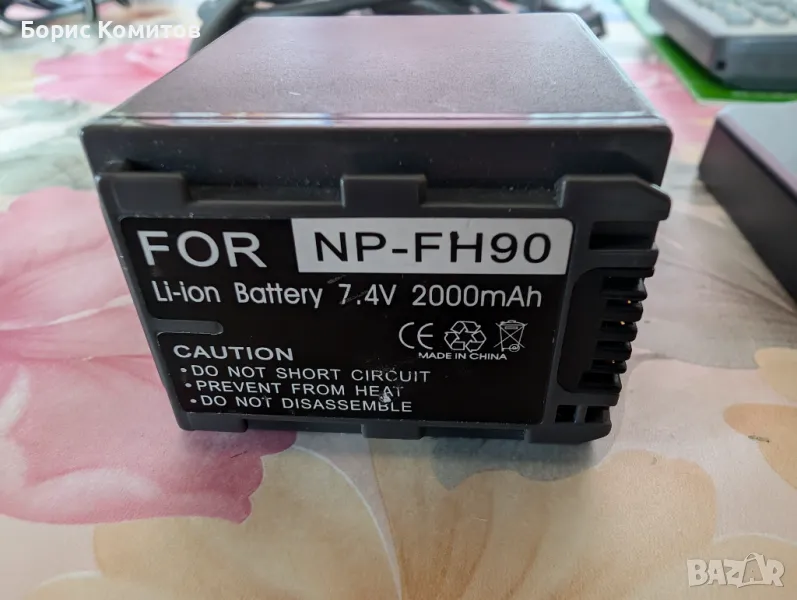 Борис Комитов
FOR NP-FH90
Li-ion Battery 7.4V 2000mAh
CE
MADE IN CHINA
CAUTION
•DO NOT SHORT CIRCUIT
•PREVENT FROM HEAT
•DO NOT DISASSEMBLE
BAZAR